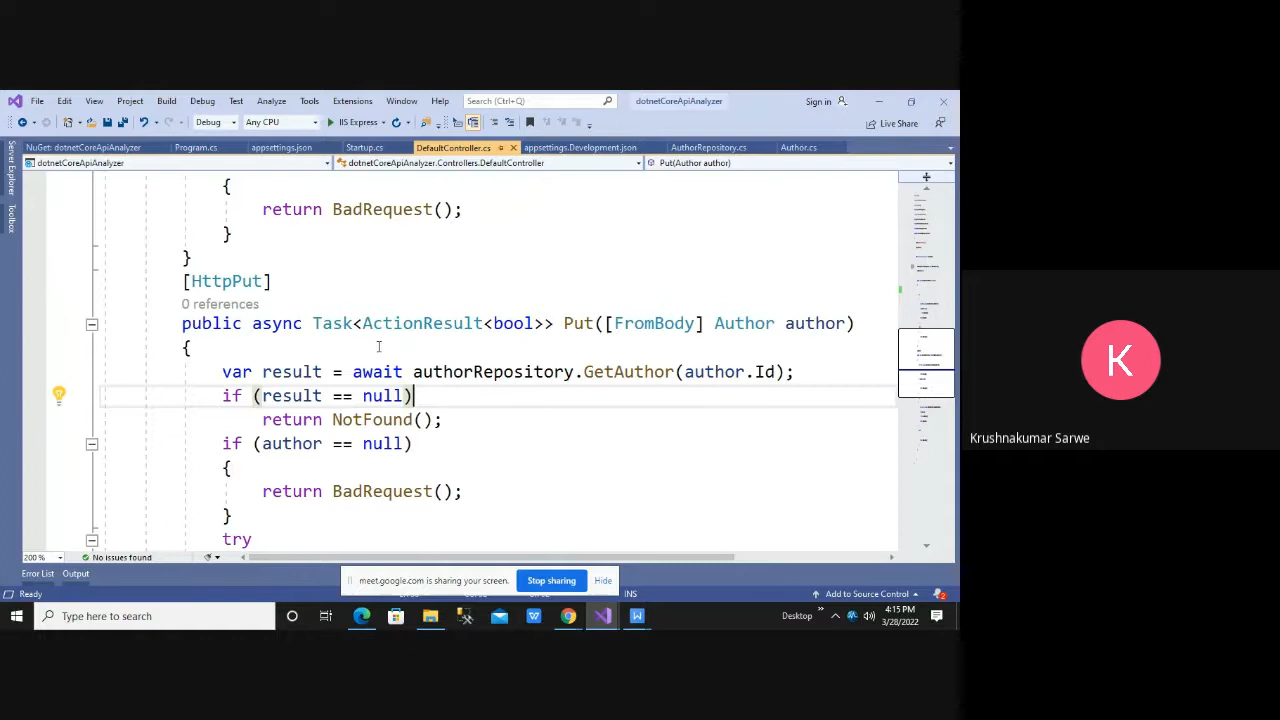 File Edit View Project Build Debug Test Analyze Tools Extensions Window Help Search (Ctrl+Q) dotnetCoreApiAnalyzer Sign in
Debug Any CPU IIS Express Live Share
NuGet: dotnetCoreApiAnalyzer Program.cs appsettings.json Startup.cs DefaultController.cs appsettings.Development.json AuthorRepository.cs Author.cs
dotnetCoreApiAnalyzer dotnetCoreApiAnalyzer.Controllers.DefaultController Put(Author author)
Server Explorer
Toolbox
{
return BadRequest();
}
}
[HttpPut]
0 references
public async Task<ActionResult<bool>> Put([FromBody] Author author)
{
var result = await authorRepository.GetAuthor(author.Id);
if (result == null)
return NotFound();
if (author == null)
{
return BadRequest();
}
try
K
Krushnakumar Sarwe
200 % No issues found
Error List Output
meet.google.com is sharing your screen. Stop sharing Hide
Ready INS Add to Source Control 2
Type here to search Desktop 4:15 PM
3/28/2022